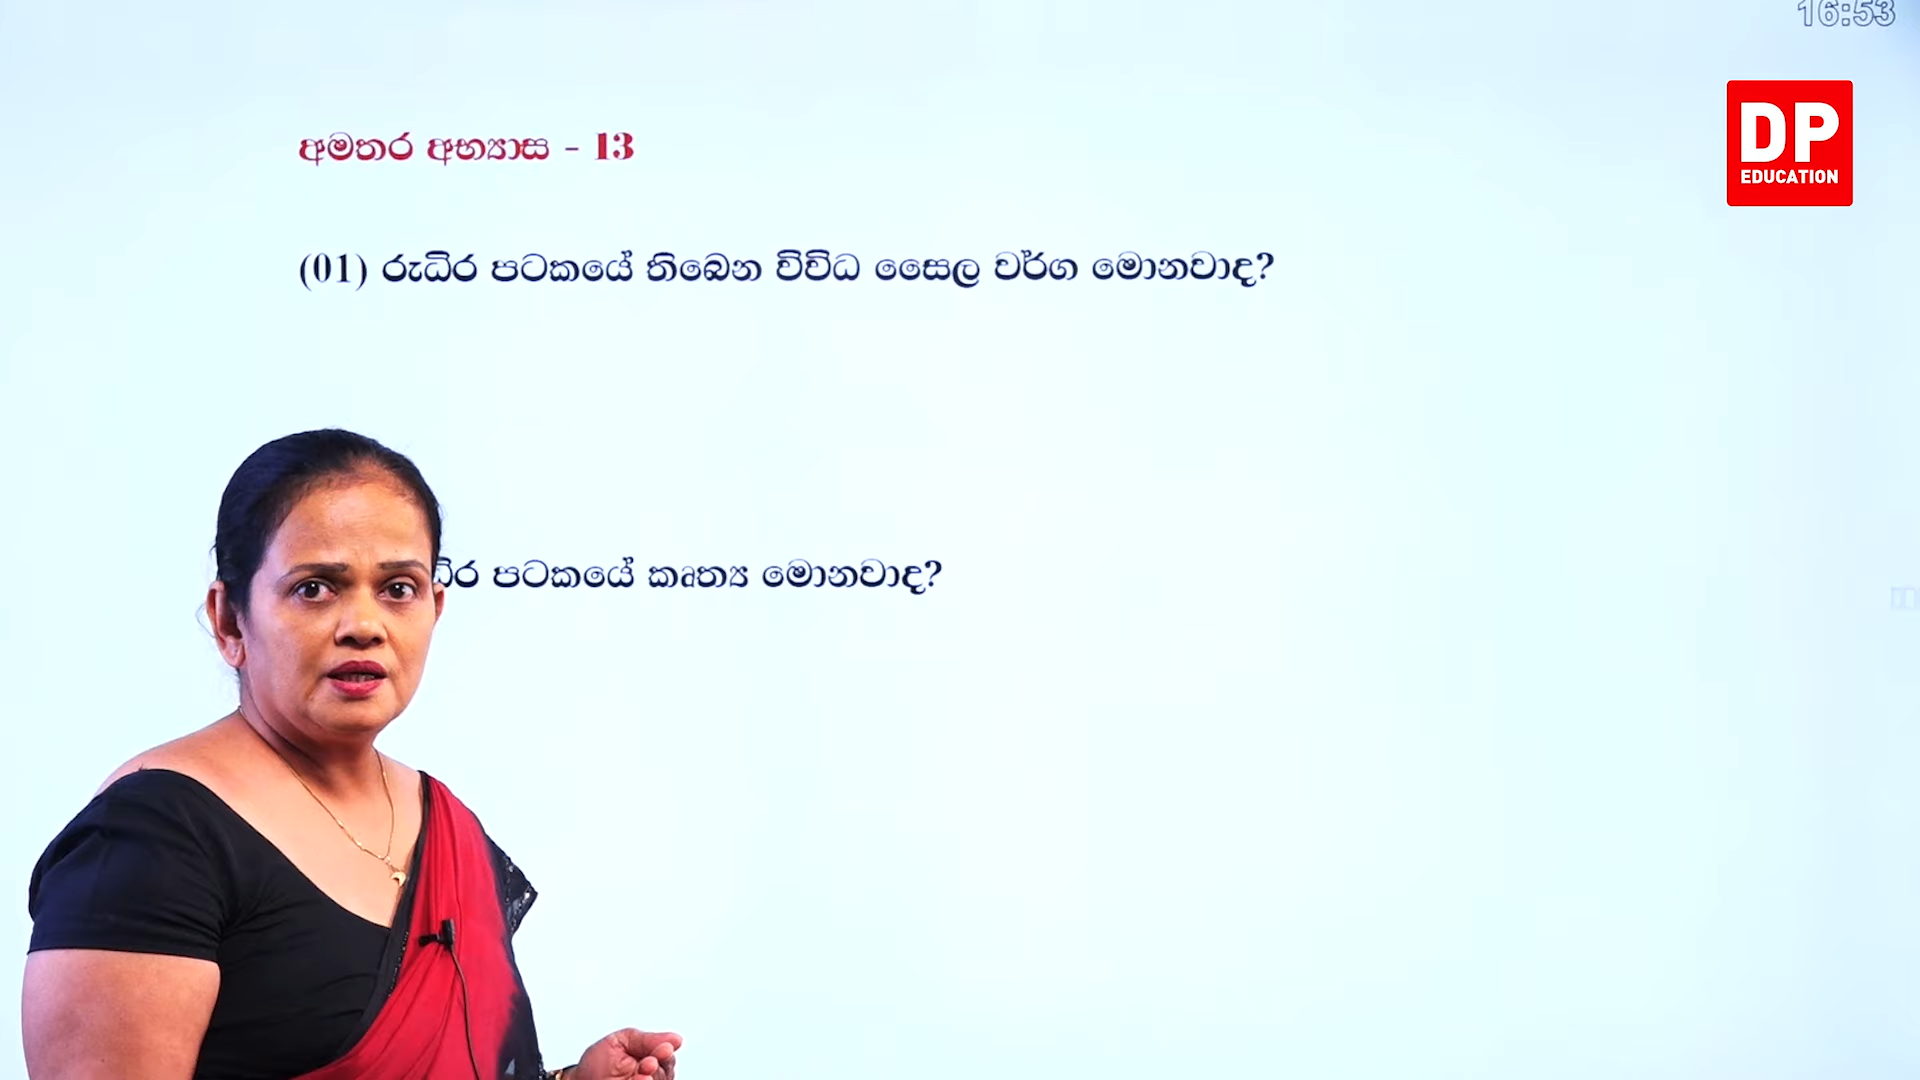 16:53
DP
EDUCATION
අමතර අභ්‍යාස - 13
(01) රුධිර පටකයේ තිබෙන විවිධ සෛල වර්ග මොනවාද?
පටකයේ කෘත්‍ය මොනවාද?